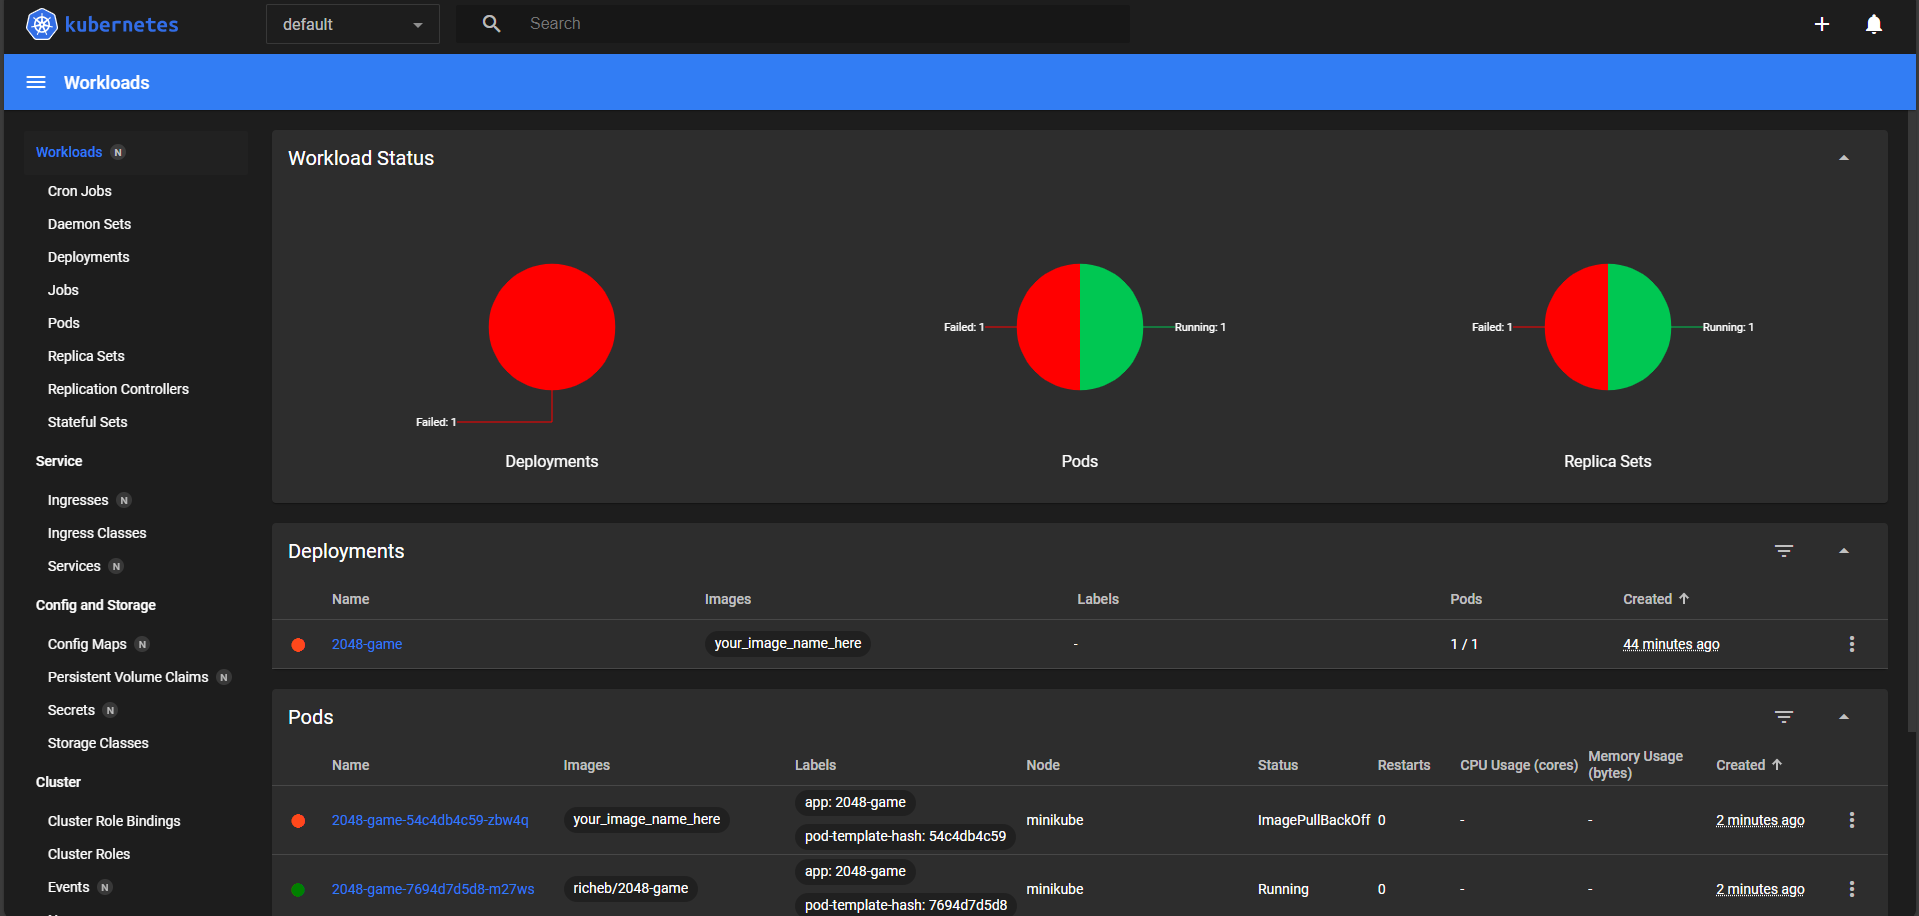 kubernetes
default
Search
Workloads
Workloads N
Cron Jobs
Daemon Sets
Deployments
Jobs
Pods
Replica Sets
Replication Controllers
Stateful Sets
Service
Ingresses N
Ingress Classes
Services N
Config and Storage
Config Maps N
Persistent Volume Claims N
Secrets N
Storage Classes
Cluster
Cluster Role Bindings
Cluster Roles
Events N
Workload Status
Failed: 1
Deployments
Failed: 1 Running: 1
Pods
Failed: 1 Running: 1
Replica Sets
Deployments
Name Images Labels Pods Created
2048-game your_image_name_here - 1 / 1 44 minutes ago
Pods
Name Images Labels Node Status Restarts CPU Usage (cores) Memory Usage (bytes) Created
2048-game-54c4db4c59-zbw4q your_image_name_here app: 2048-game pod-template-hash: 54c4db4c59 minikube ImagePullBackOff 0 - - 2 minutes ago
2048-game-7694d7d5d8-m27ws richeb/2048-game app: 2048-game pod-template-hash: 7694d7d5d8 minikube Running 0 - - 2 minutes ago